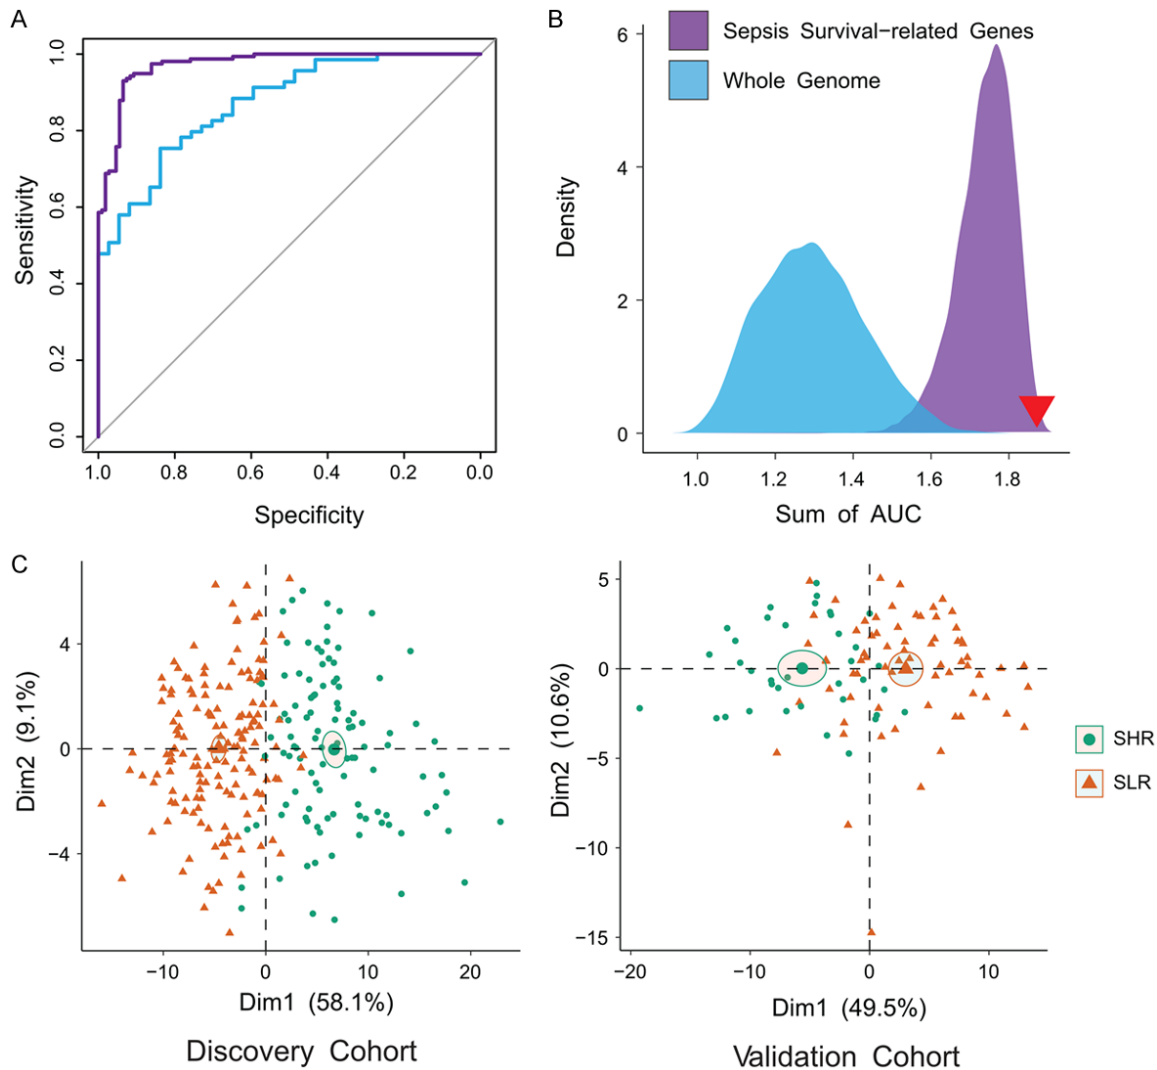 A
1.0
0.8
0.6
0.4
0.2
0.0
Sensitivity
1.0 0.8 0.6 0.4 0.2 0.0
Specificity
B
Sepsis Survival-related Genes
Whole Genome
6
4
2
0
Density
1.0 1.2 1.4 1.6 1.8
Sum of AUC
C
4
0
−4
Dim2 (9.1%)
−10 0 10 20
Dim1 (58.1%)
Discovery Cohort
5
0
−5
−10
−15
Dim2 (10.6%)
−20 −10 0 10
Dim1 (49.5%)
Validation Cohort
SHR
SLR